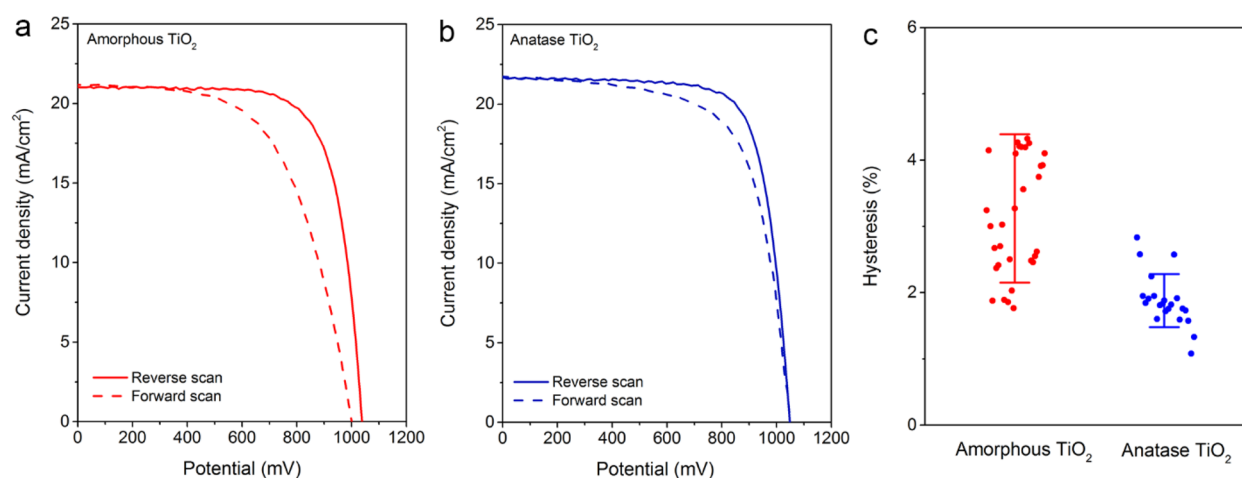 a
Amorphous TiO₂
25
20
15
10
5
0
Current density (mA/cm²)
Reverse scan
Forward scan
0 200 400 600 800 1000 1200
Potential (mV)
b
Anatase TiO₂
25
20
15
10
5
0
Current density (mA/cm²)
Reverse scan
Forward scan
0 200 400 600 800 1000 1200
Potential (mV)
c
6
4
2
0
Hysteresis (%)
Amorphous TiO₂ Anatase TiO₂